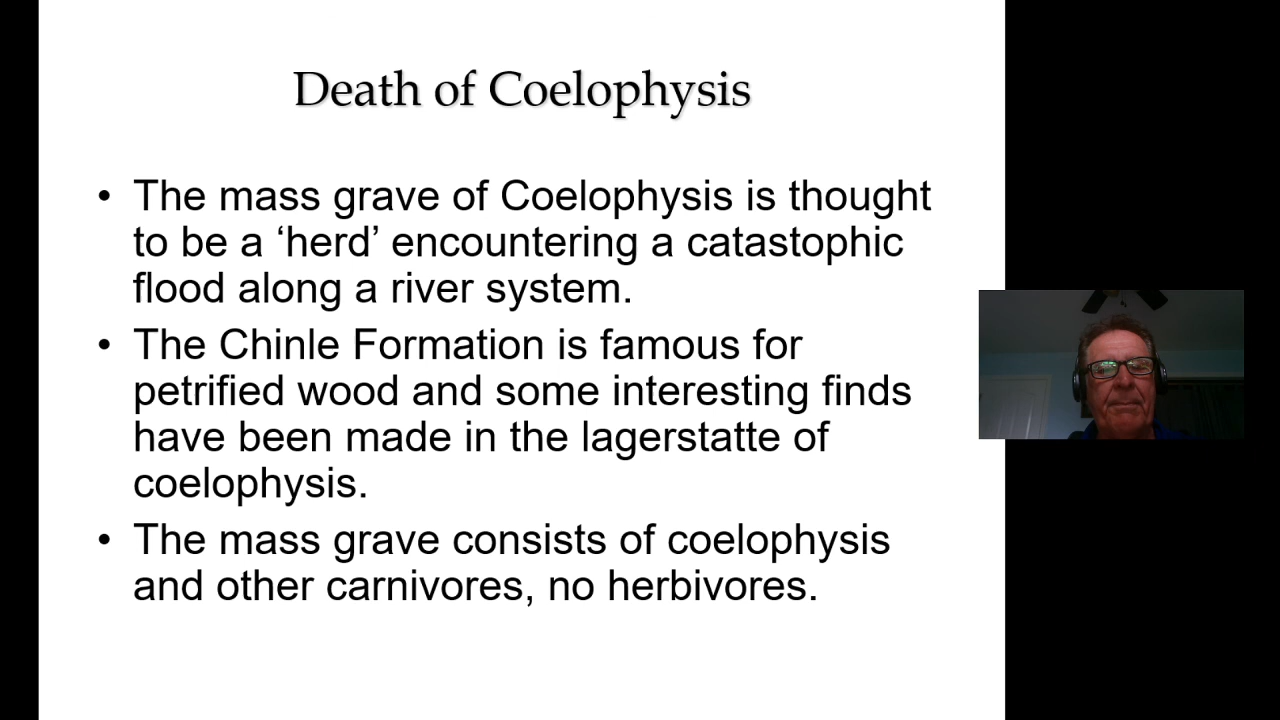 Death of Coelophysis
• The mass grave of Coelophysis is thought
to be a ‘herd’ encountering a catastophic
flood along a river system.
• The Chinle Formation is famous for
petrified wood and some interesting finds
have been made in the lagerstatte of
coelophysis.
• The mass grave consists of coelophysis
and other carnivores, no herbivores.